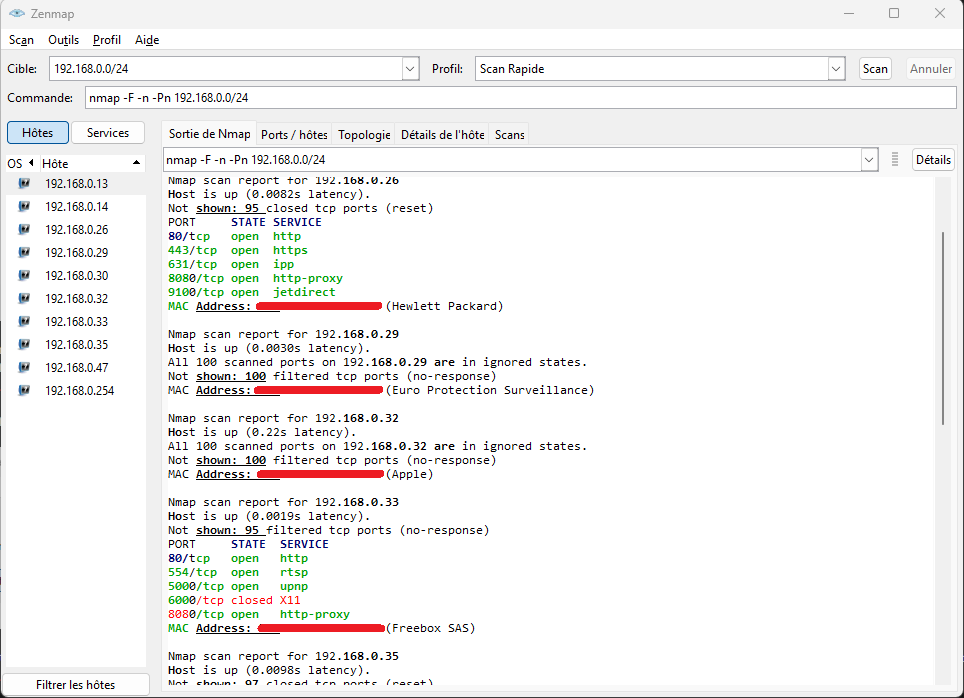 Zenmap
Scan Outils Profil Aide
Cible: 192.168.0.0/24 Profil: Scan Rapide Scan Annuler
Commande: nmap -F -n -Pn 192.168.0.0/24
Hôtes Services
Sortie de Nmap Ports / hôtes Topologie Détails de l'hôte Scans
OS Hôte
nmap -F -n -Pn 192.168.0.0/24 Détails
192.168.0.13
192.168.0.14
192.168.0.26
192.168.0.29
192.168.0.30
192.168.0.32
192.168.0.33
192.168.0.35
192.168.0.47
192.168.0.254
Filtrer les hôtes
Nmap scan report for 192.168.0.26
Host is up (0.0082s latency).
Not shown: 95 closed tcp ports (reset)
PORT STATE SERVICE
80/tcp open http
443/tcp open https
631/tcp open ipp
8080/tcp open http-proxy
9100/tcp open jetdirect
MAC Address: (Hewlett Packard)
Nmap scan report for 192.168.0.29
Host is up (0.0030s latency).
All 100 scanned ports on 192.168.0.29 are in ignored states.
Not shown: 100 filtered tcp ports (no-response)
MAC Address: (Euro Protection Surveillance)
Nmap scan report for 192.168.0.32
Host is up (0.22s latency).
All 100 scanned ports on 192.168.0.32 are in ignored states.
Not shown: 100 filtered tcp ports (no-response)
MAC Address: (Apple)
Nmap scan report for 192.168.0.33
Host is up (0.0019s latency).
Not shown: 95 filtered tcp ports (no-response)
PORT STATE SERVICE
80/tcp open http
554/tcp open rtsp
5000/tcp open upnp
6000/tcp closed X11
8080/tcp open http-proxy
MAC Address: (Freebox SAS)
Nmap scan report for 192.168.0.35
Host is up (0.0098s latency).
Not shown: 97 closed tcp ports (reset)